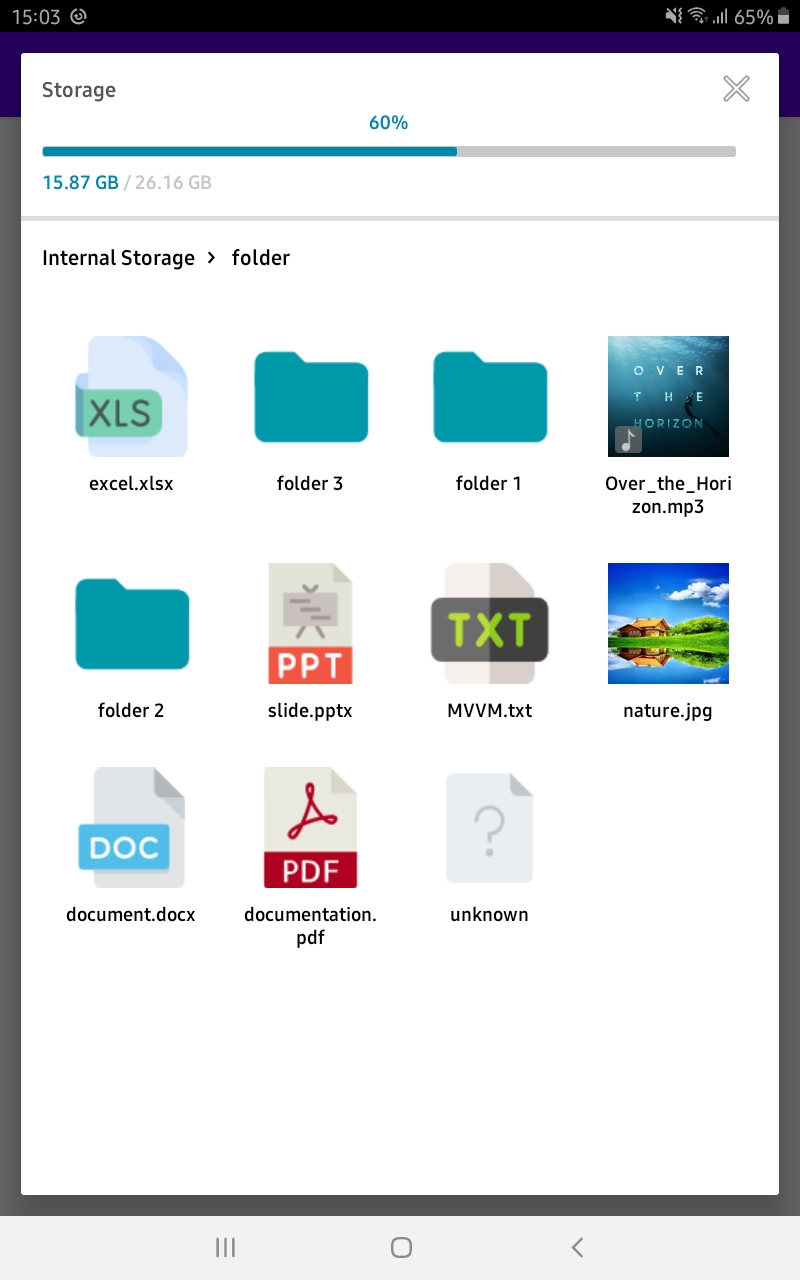 15:03
65%
Storage
60%
15.87 GB / 26.16 GB
Internal Storage > folder
XLS
excel.xlsx
folder 3
folder 1
OVER
THE
HORIZON
Over_the_Hori
zon.mp3
folder 2
PPT
slide.pptx
TXT
MVVM.txt
nature.jpg
DOC
document.docx
PDF
documentation.
pdf
?
unknown